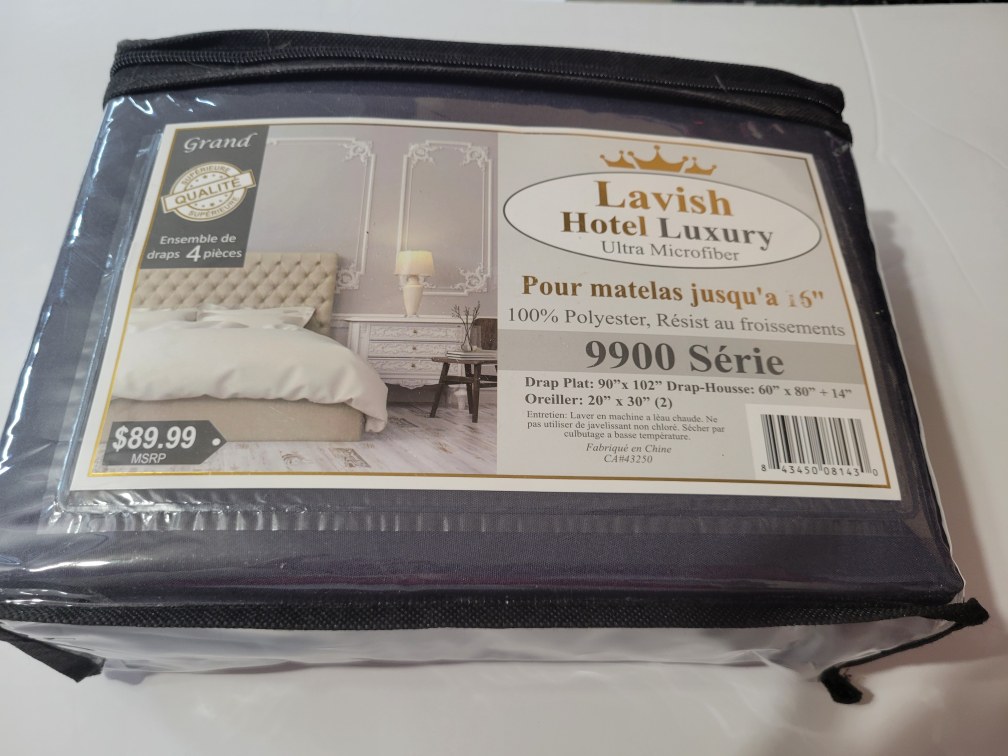 Grand
SUPÉRIEURE
QUALITÉ
SUPÉRIEURE
Ensemble de
draps 4 pièces
$89.99
MSRP
Lavish
Hotel Luxury
Ultra Microfiber
Pour matelas jusqu'a 16"
100% Polyester, Résist au froissements
9900 Série
Drap Plat: 90”x 102” Drap-Housse: 60” x 80” + 14”
Oreiller: 20” x 30” (2)
Entretien: Laver en machine a lèau chaude. Ne
pas utiliser de javelissant non chloré. Sécher par
culbutage a basse température.
Fabriqué en Chine
CA#43250
8 43450 08143 0